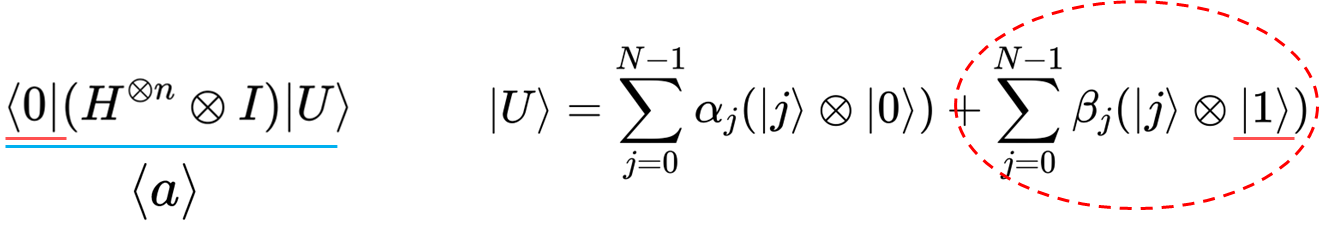 ⟨0|(H^{⊗n} ⊗ I)|U⟩
⟨a⟩
|U⟩ = \sum_{j=0}^{N-1} α_j(|j⟩ ⊗ |0⟩) + \sum_{j=0}^{N-1} β_j(|j⟩ ⊗ |1⟩)